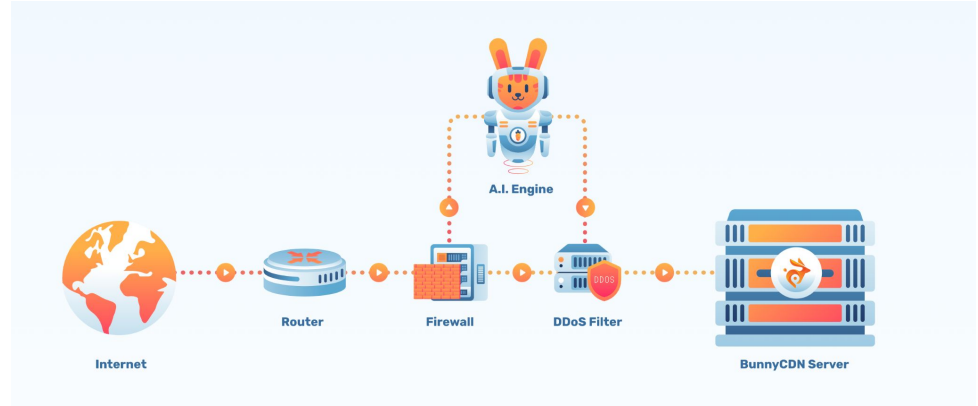 A.I. Engine
DDOS
Router
Firewall
DDoS Filter
Internet
BunnyCDN Server